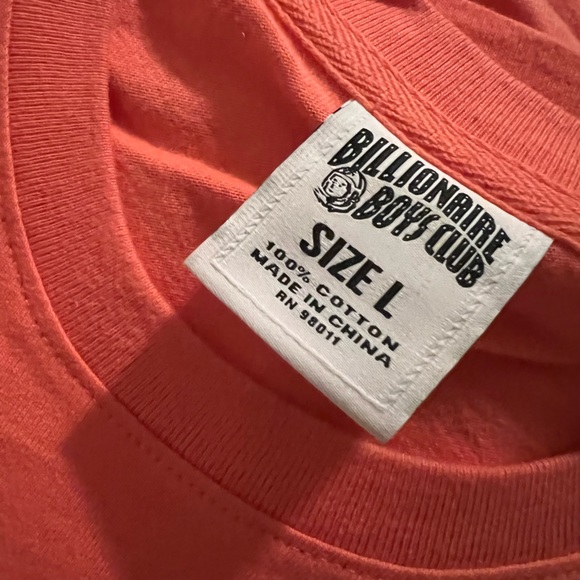 BILLIONAIRE
BOYS CLUB
SIZE L
100% COTTON
MADE IN CHINA
RN 98011